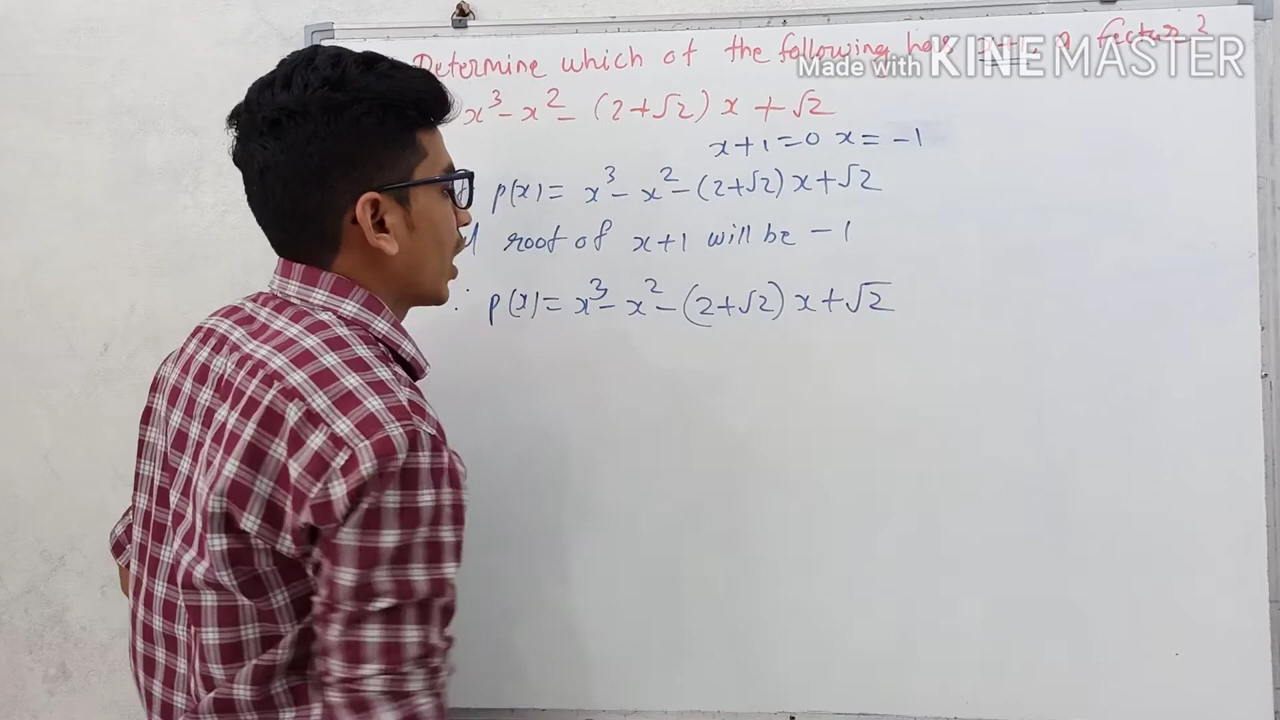 Determine which of the following has a factor ?
Made with KINEMASTER
x³ - x² - (2+√2) x + √2
x+1=0 x= -1
p(x)= x³ - x² - (2+√2) x+√2
root of x+1 will be -1
∴ p(x)= x³ - x² - (2+√2) x+√2